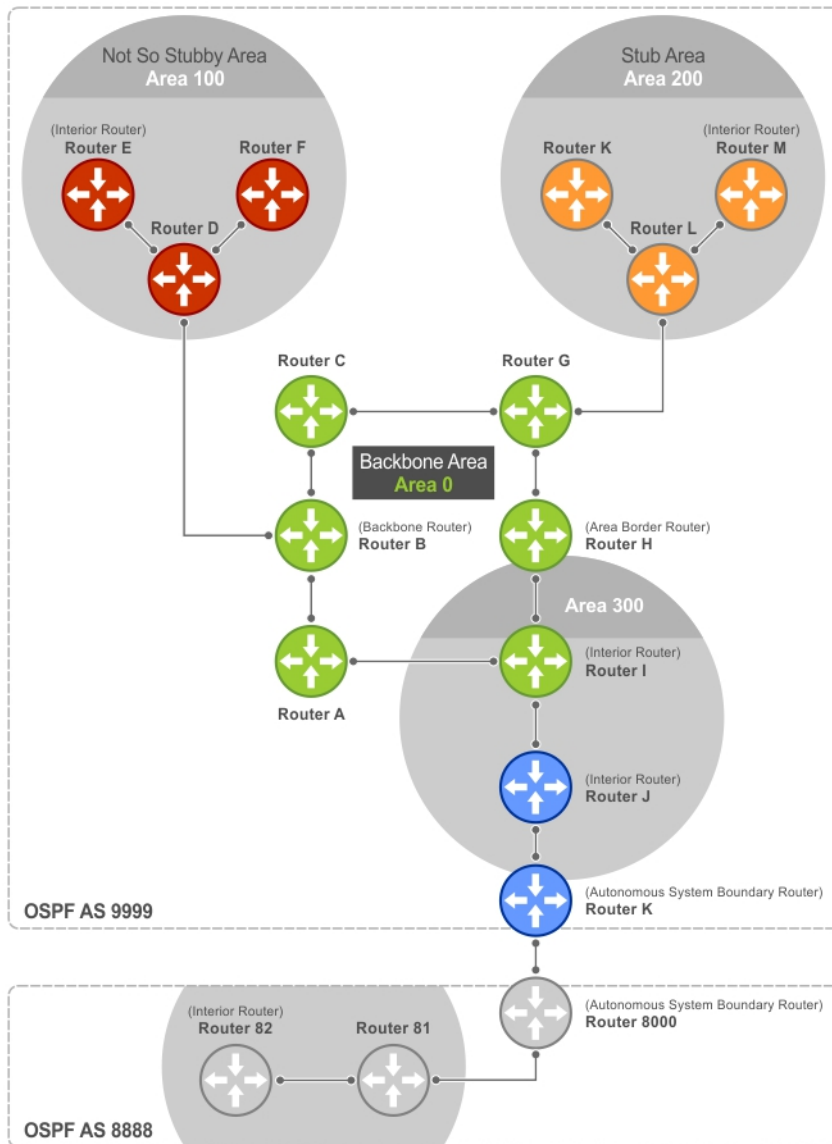 Not So Stubby Area
Area 100
(Interior Router)
Router E
Router F
Router D
Stub Area
Area 200
Router K
(Interior Router)
Router M
Router L
Router C
Router G
Backbone Area
Area 0
(Backbone Router)
Router B
(Area Border Router)
Router H
Area 300
Router A
(Interior Router)
Router I
(Interior Router)
Router J
(Autonomous System Boundary Router)
Router K
OSPF AS 9999
(Autonomous System Boundary Router)
Router 8000
(Interior Router)
Router 82
Router 81
OSPF AS 8888